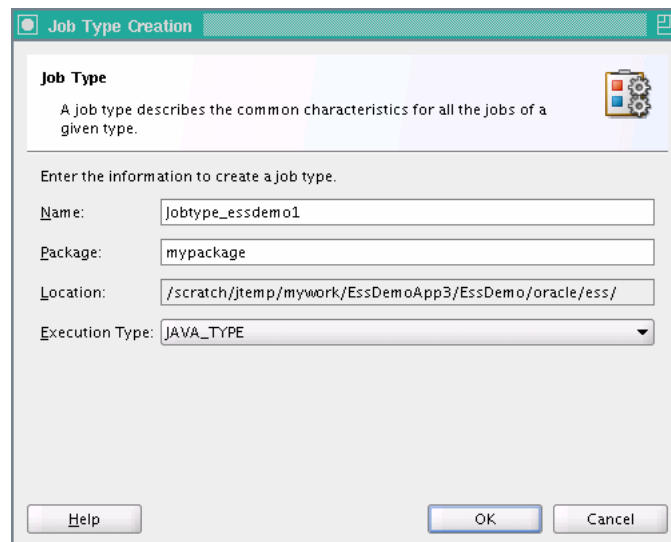 Job Type Creation
Job Type
A job type describes the common characteristics for all the jobs of a
given type.
Enter the information to create a job type.
Name: Jobtype_essdemo1
Package: mypackage
Location: /scratch/jtemp/mywork/EssDemoApp3/EssDemo/oracle/ess/
Execution Type: JAVA_TYPE
Help OK Cancel